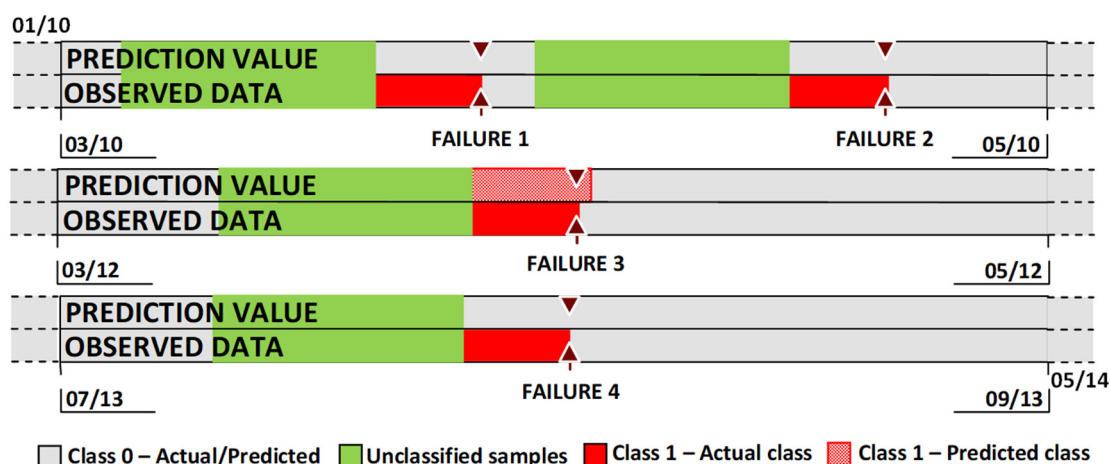 01/10
PREDICTION VALUE
OBSERVED DATA
FAILURE 1
FAILURE 2
03/10
05/10
PREDICTION VALUE
OBSERVED DATA
FAILURE 3
03/12
05/12
PREDICTION VALUE
OBSERVED DATA
05/14
FAILURE 4
07/13
09/13
Class 0 – Actual/Predicted
Unclassified samples
Class 1 – Actual class
Class 1 – Predicted class